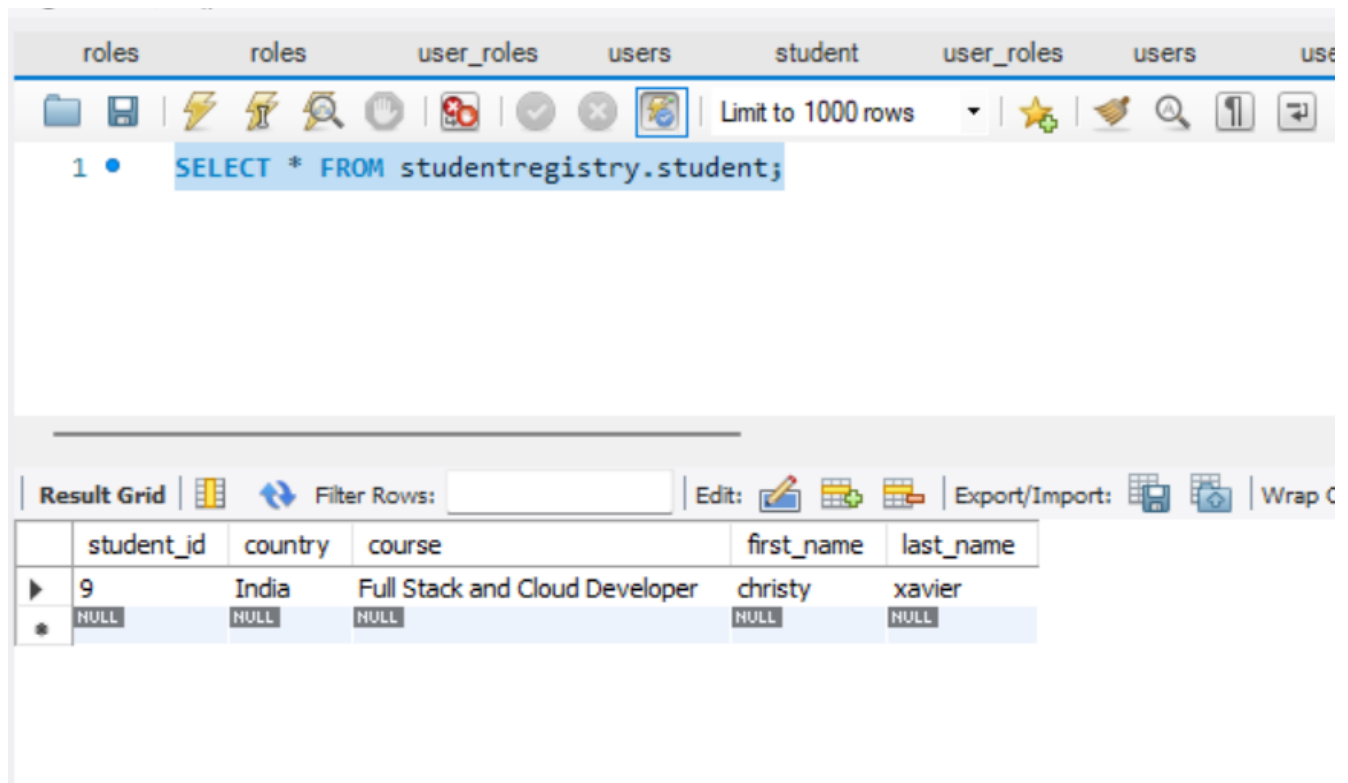 roles roles user_roles users student user_roles users use
Limit to 1000 rows
1 SELECT * FROM studentregistry.student;
Result Grid Filter Rows: Edit: Export/Import: Wrap C
student_id country course first_name last_name
9 India Full Stack and Cloud Developer christy xavier
NULL NULL NULL NULL NULL